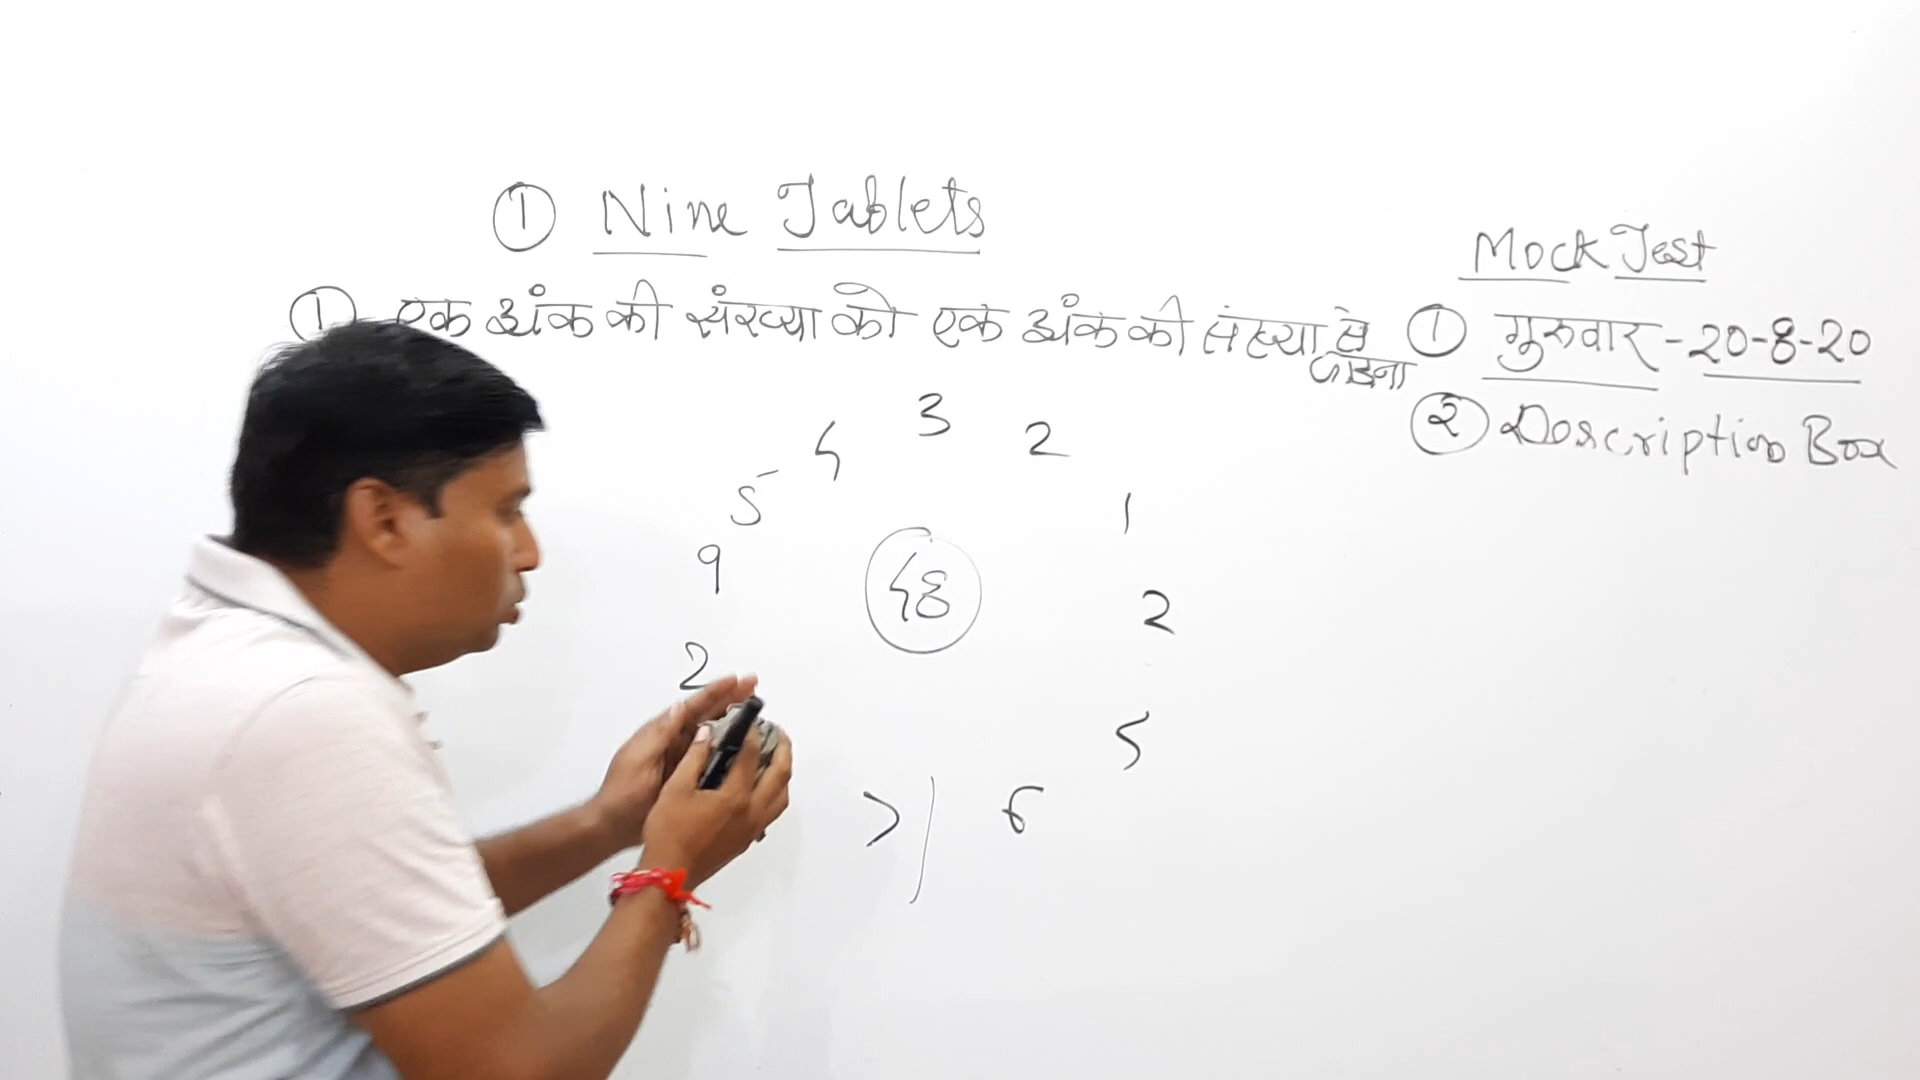 ① Nine Tablets
① एक अंक की संख्या को एक अंक की संख्या से
जोड़ना
Mock Test
① गुरुवार - 20-8-20
② Description Box
3
4 2
5 1
9 48 2
2
5
7 6